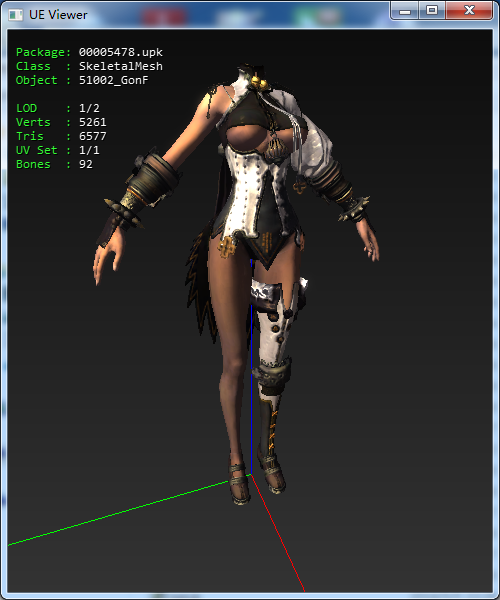 UE Viewer
Package: 00005478.upk
Class : SkeletalMesh
Object : 51002_GonF
LOD : 1/2
Verts : 5261
Tris : 6577
UV Set : 1/1
Bones : 92